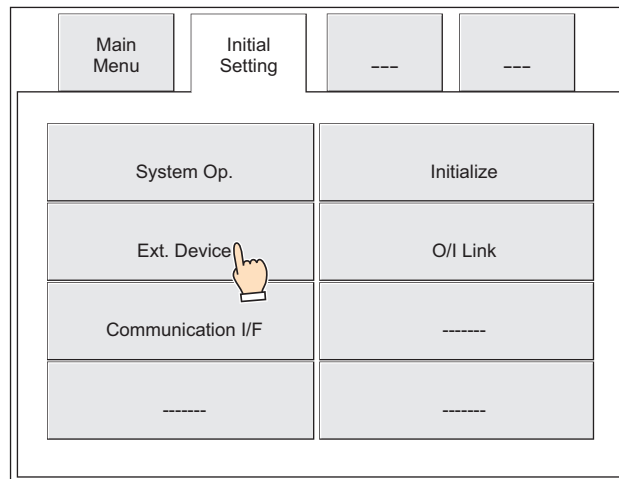 Main
Menu
Initial
Setting
---
---
System Op.
Initialize
Ext. Device
O/I Link
Communication I/F
-------
-------
-------